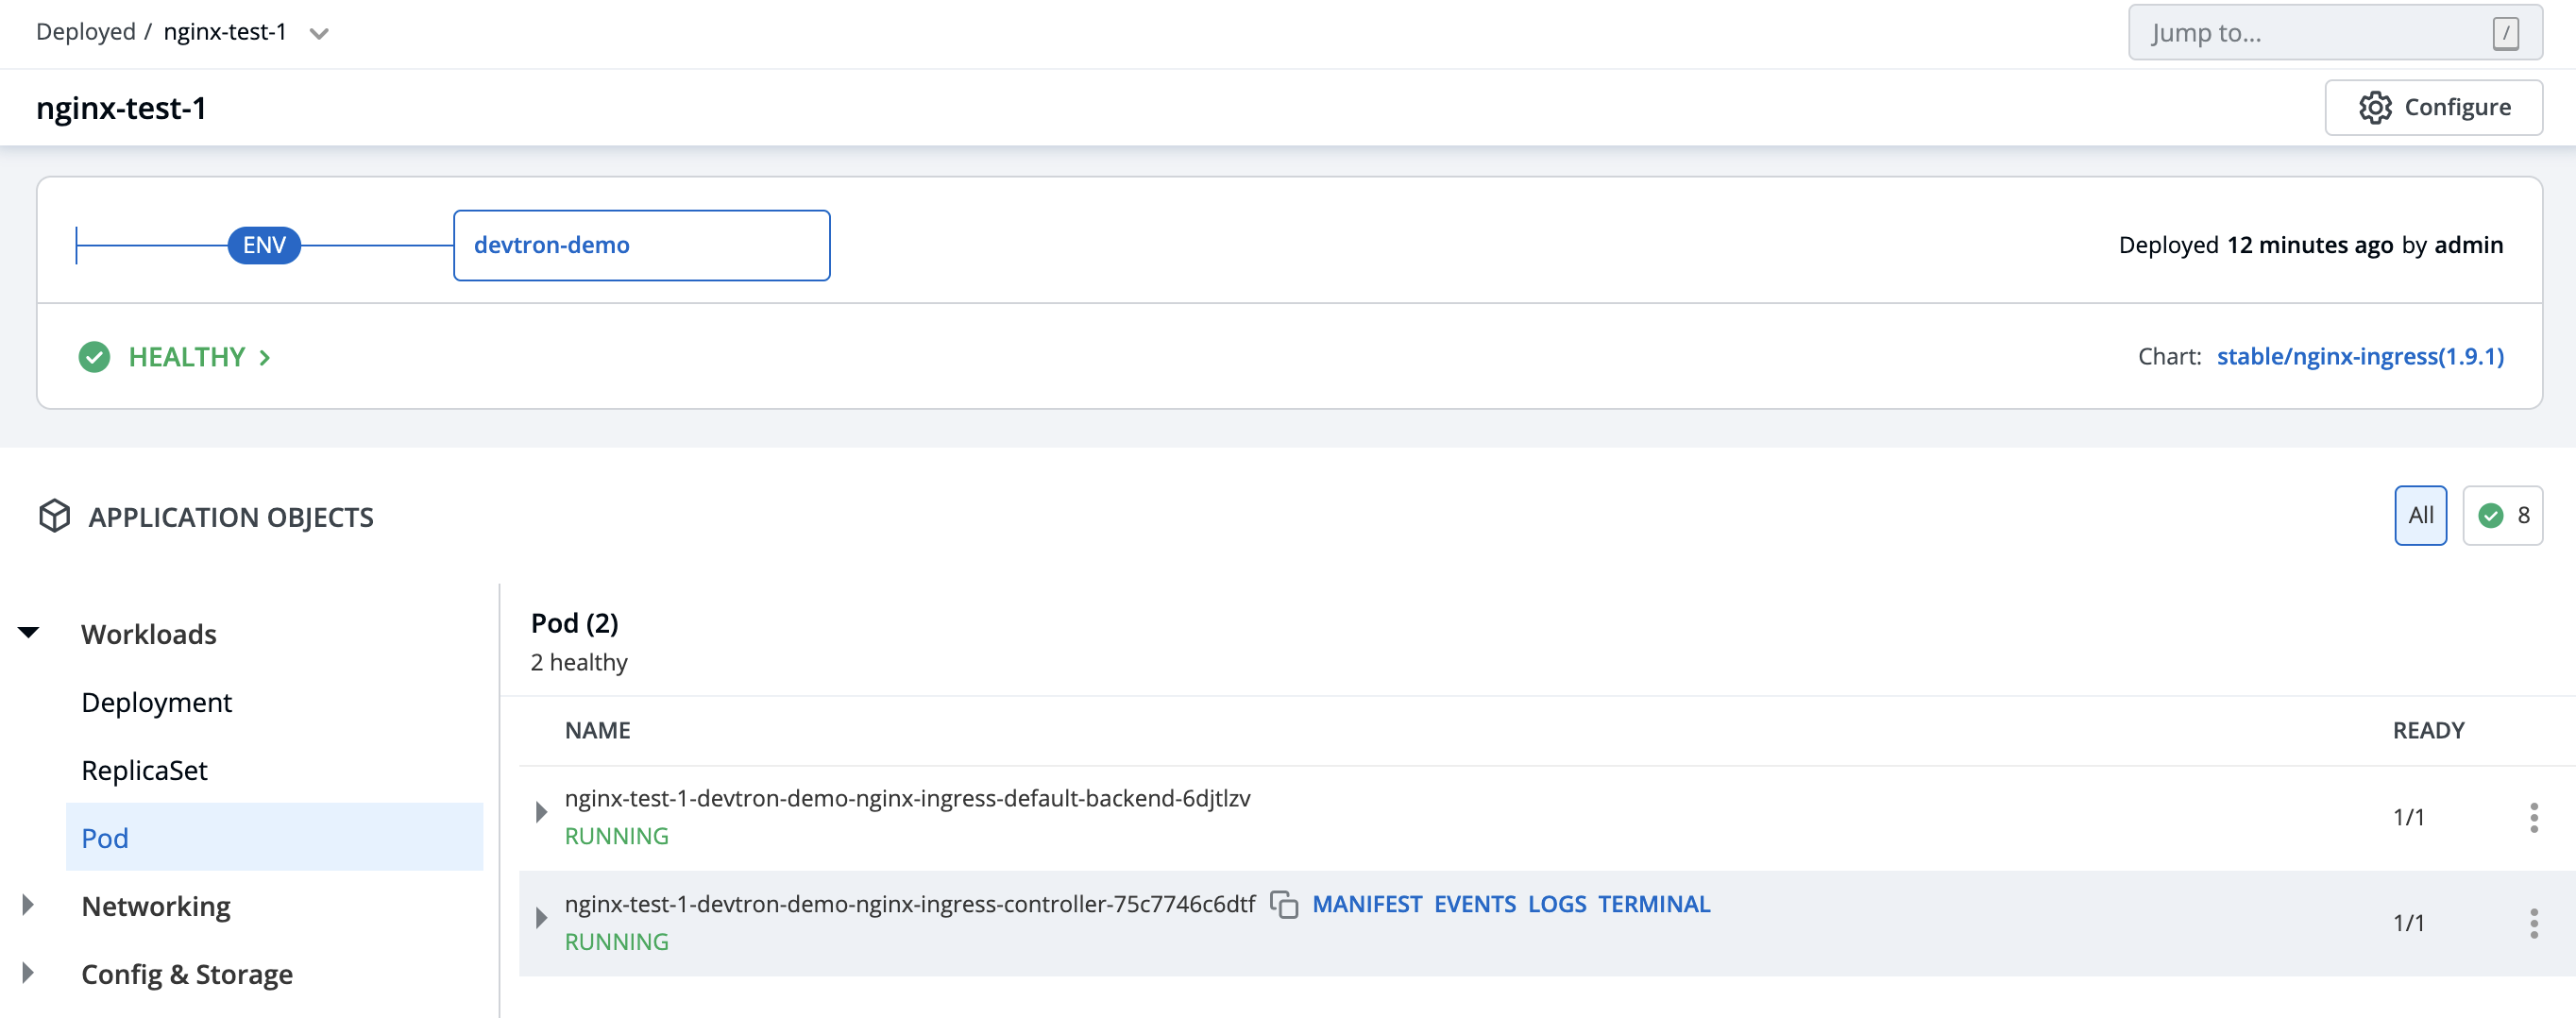 Deployed / nginx-test-1
Jump to...
/
nginx-test-1
Configure
ENV
devtron-demo
Deployed 12 minutes ago by admin
HEALTHY
Chart: stable/nginx-ingress(1.9.1)
APPLICATION OBJECTS
All
8
Workloads
Deployment
ReplicaSet
Pod
Networking
Config & Storage
Pod (2)
2 healthy
NAME
READY
nginx-test-1-devtron-demo-nginx-ingress-default-backend-6djtlzv
RUNNING
1/1
nginx-test-1-devtron-demo-nginx-ingress-controller-75c7746c6dtf MANIFEST EVENTS LOGS TERMINAL
RUNNING
1/1